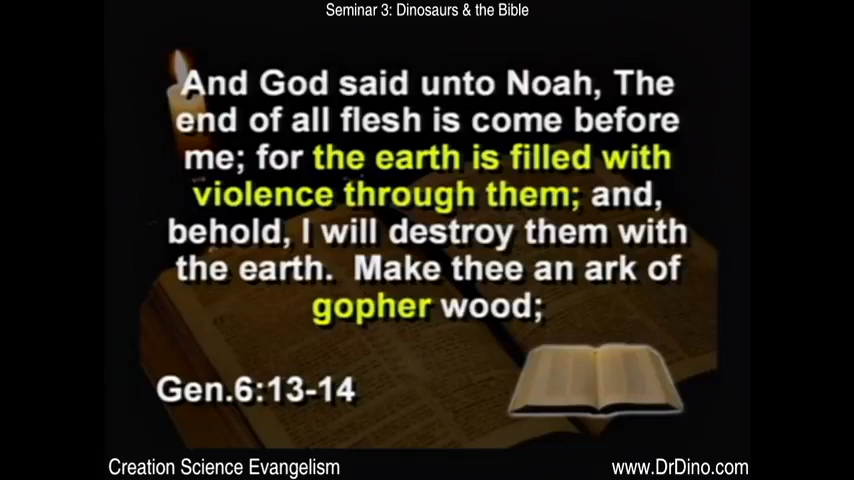 Seminar 3: Dinosaurs & the Bible
And God said unto Noah, The
end of all flesh is come before
me; for the earth is filled with
violence through them; and,
behold, I will destroy them with
the earth. Make thee an ark of
gopher wood;
Gen.6:13-14
Creation Science Evangelism
www.DrDino.com